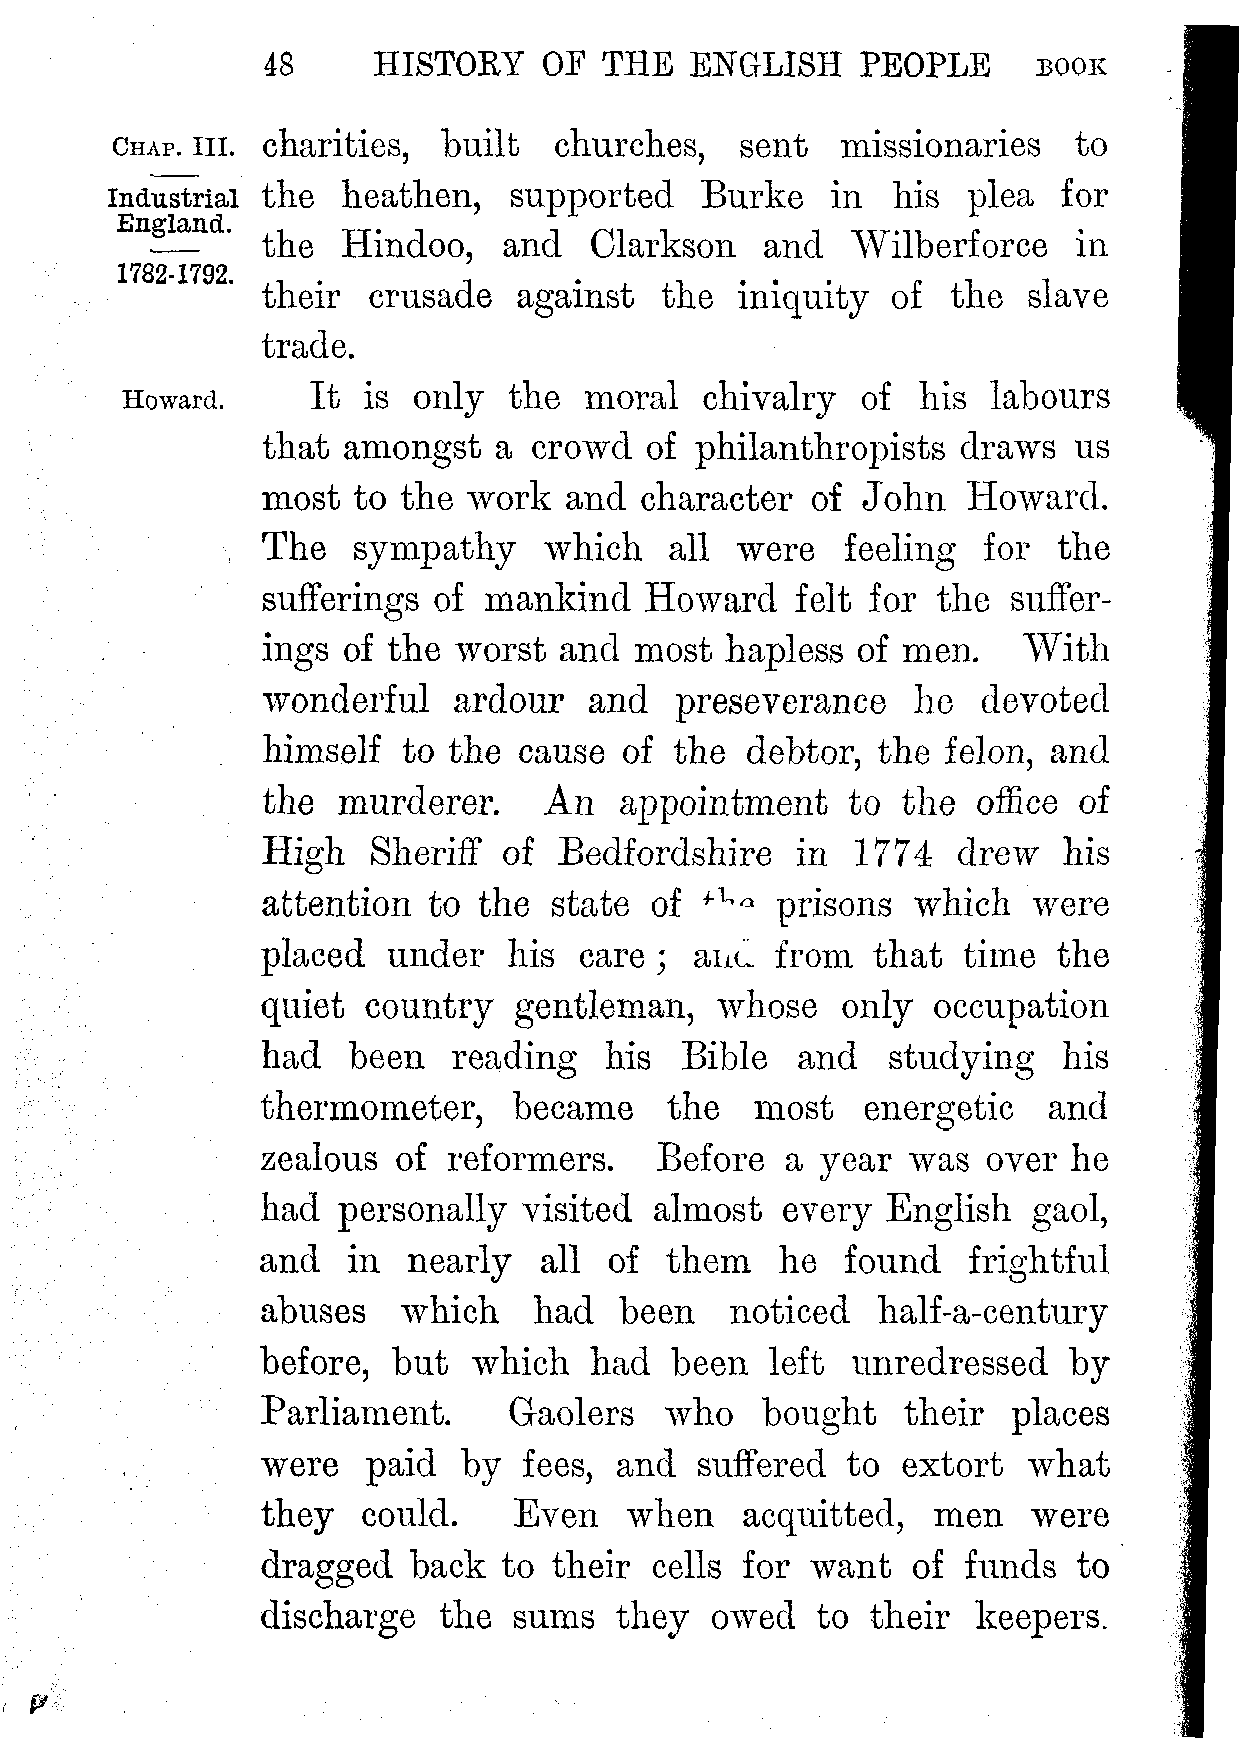 48 HISTORY OF THE ENGLISH PEOPLE BOOK
CHAP. III.
Industrial
England.
1782-1792.
charities, built churches, sent missionaries to
the heathen, supported Burke in his plea for
the Hindoo, and Clarkson and Wilberforce in
their crusade against the iniquity of the slave
trade.
Howard.
It is only the moral chivalry of his labours
that amongst a crowd of philanthropists draws us
most to the work and character of John Howard.
The sympathy which all were feeling for the
sufferings of mankind Howard felt for the suffer-
ings of the worst and most hapless of men. With
wonderful ardour and preseverance he devoted
himself to the cause of the debtor, the felon, and
the murderer. An appointment to the office of
High Sheriff of Bedfordshire in 1774 drew his
attention to the state of the prisons which were
placed under his care ; and from that time the
quiet country gentleman, whose only occupation
had been reading his Bible and studying his
thermometer, became the most energetic and
zealous of reformers. Before a year was over he
had personally visited almost every English gaol,
and in nearly all of them he found frightful
abuses which had been noticed half-a-century
before, but which had been left unredressed by
Parliament. Gaolers who bought their places
were paid by fees, and suffered to extort what
they could. Even when acquitted, men were
dragged back to their cells for want of funds to
discharge the sums they owed to their keepers.